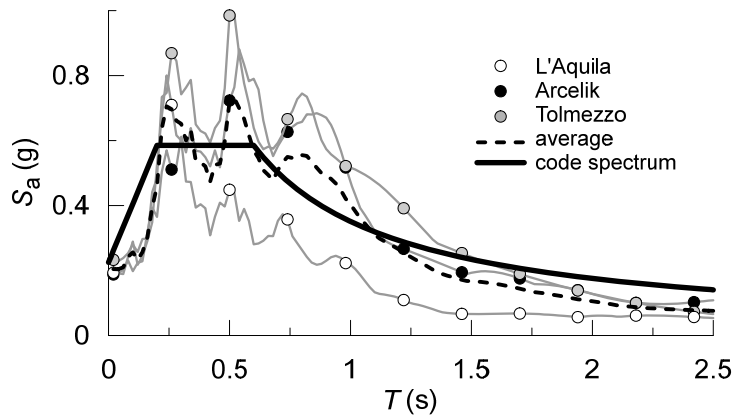 0.8
0.4
0
Sa (g)
L'Aquila
Arcelik
Tolmezzo
average
code spectrum
0 0.5 1 1.5 2 2.5
T (s)